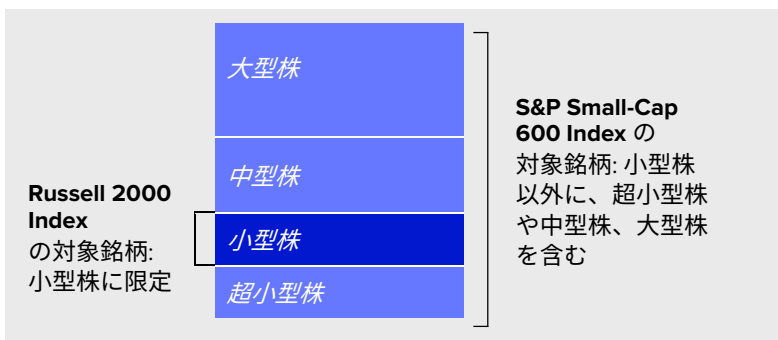 Russell 2000
Index
の対象銘柄:
小型株に限定
大型株
中型株
小型株
超小型株
S&P Small-Cap
600 Index の
対象銘柄: 小型株
以外に、超小型株
や中型株、大型株
を含む